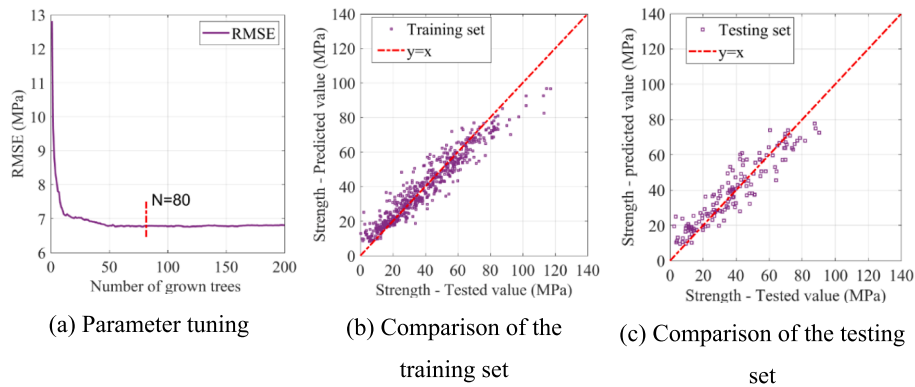 13
12
11
10
9
8
7
6
RMSE (MPa)
RMSE
N=80
0
50
100
150
200
Number of grown trees
(a) Parameter tuning
140
120
100
80
60
40
20
0
Strength - Predicted value (MPa)
Training set
y=x
0
20
40
60
80
100
120
140
Strength - Tested value (MPa)
(b) Comparison of the
training set
140
120
100
80
60
40
20
0
Strength - predicted value (MPa)
Testing set
y=x
0
20
40
60
80
100
120
140
Strength - Tested value (MPa)
(c) Comparison of the testing
set